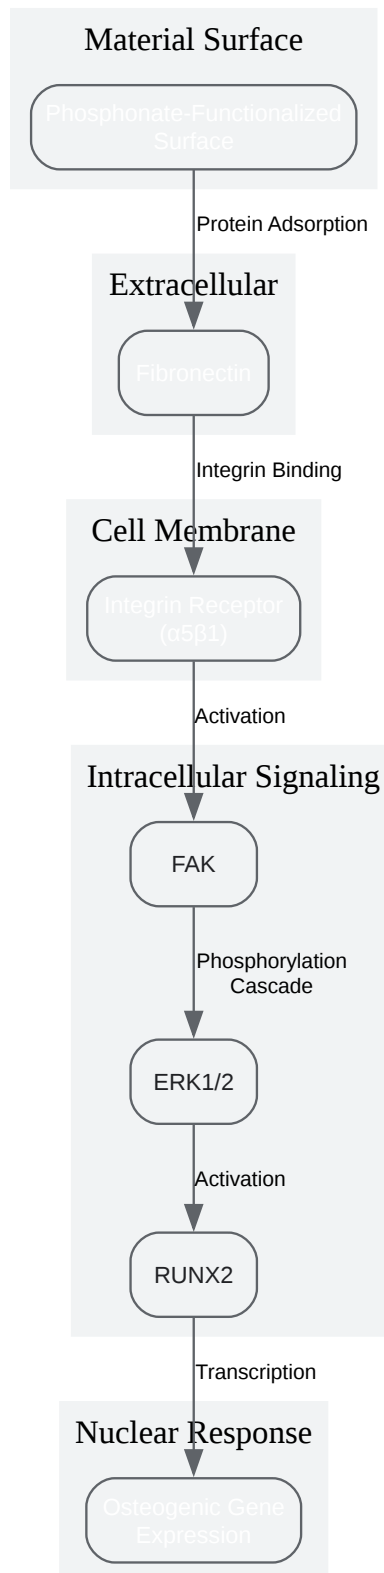 Material Surface
Phosphonate-Functionalized
Surface
Protein Adsorption
Extracellular
Fibronectin
Integrin Binding
Cell Membrane
Integrin Receptor
(α5β1)
Activation
Intracellular Signaling
FAK
Phosphorylation
Cascade
ERK1/2
Activation
RUNX2
Transcription
Nuclear Response
Osteogenic Gene
Expression